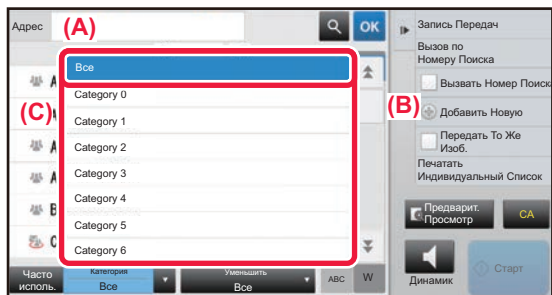 Адрес
(A)
OK
Все
Category 0
Category 1
Category 2
Category 3
Category 4
Category 5
Category 6
(C)
A
A
A
B
C
(B)
Запись Передач
Вызов по
Номеру Поиска
Вызвать Номер Поиска
Добавить Новую
Передать То Же
Изоб.
Печатать
Индивидуальный Список
Предварит.
Просмотр
CA
Часто
исполь.
Категория
Все
Уменьшить
Все
ABC
W
Динамик
Старт